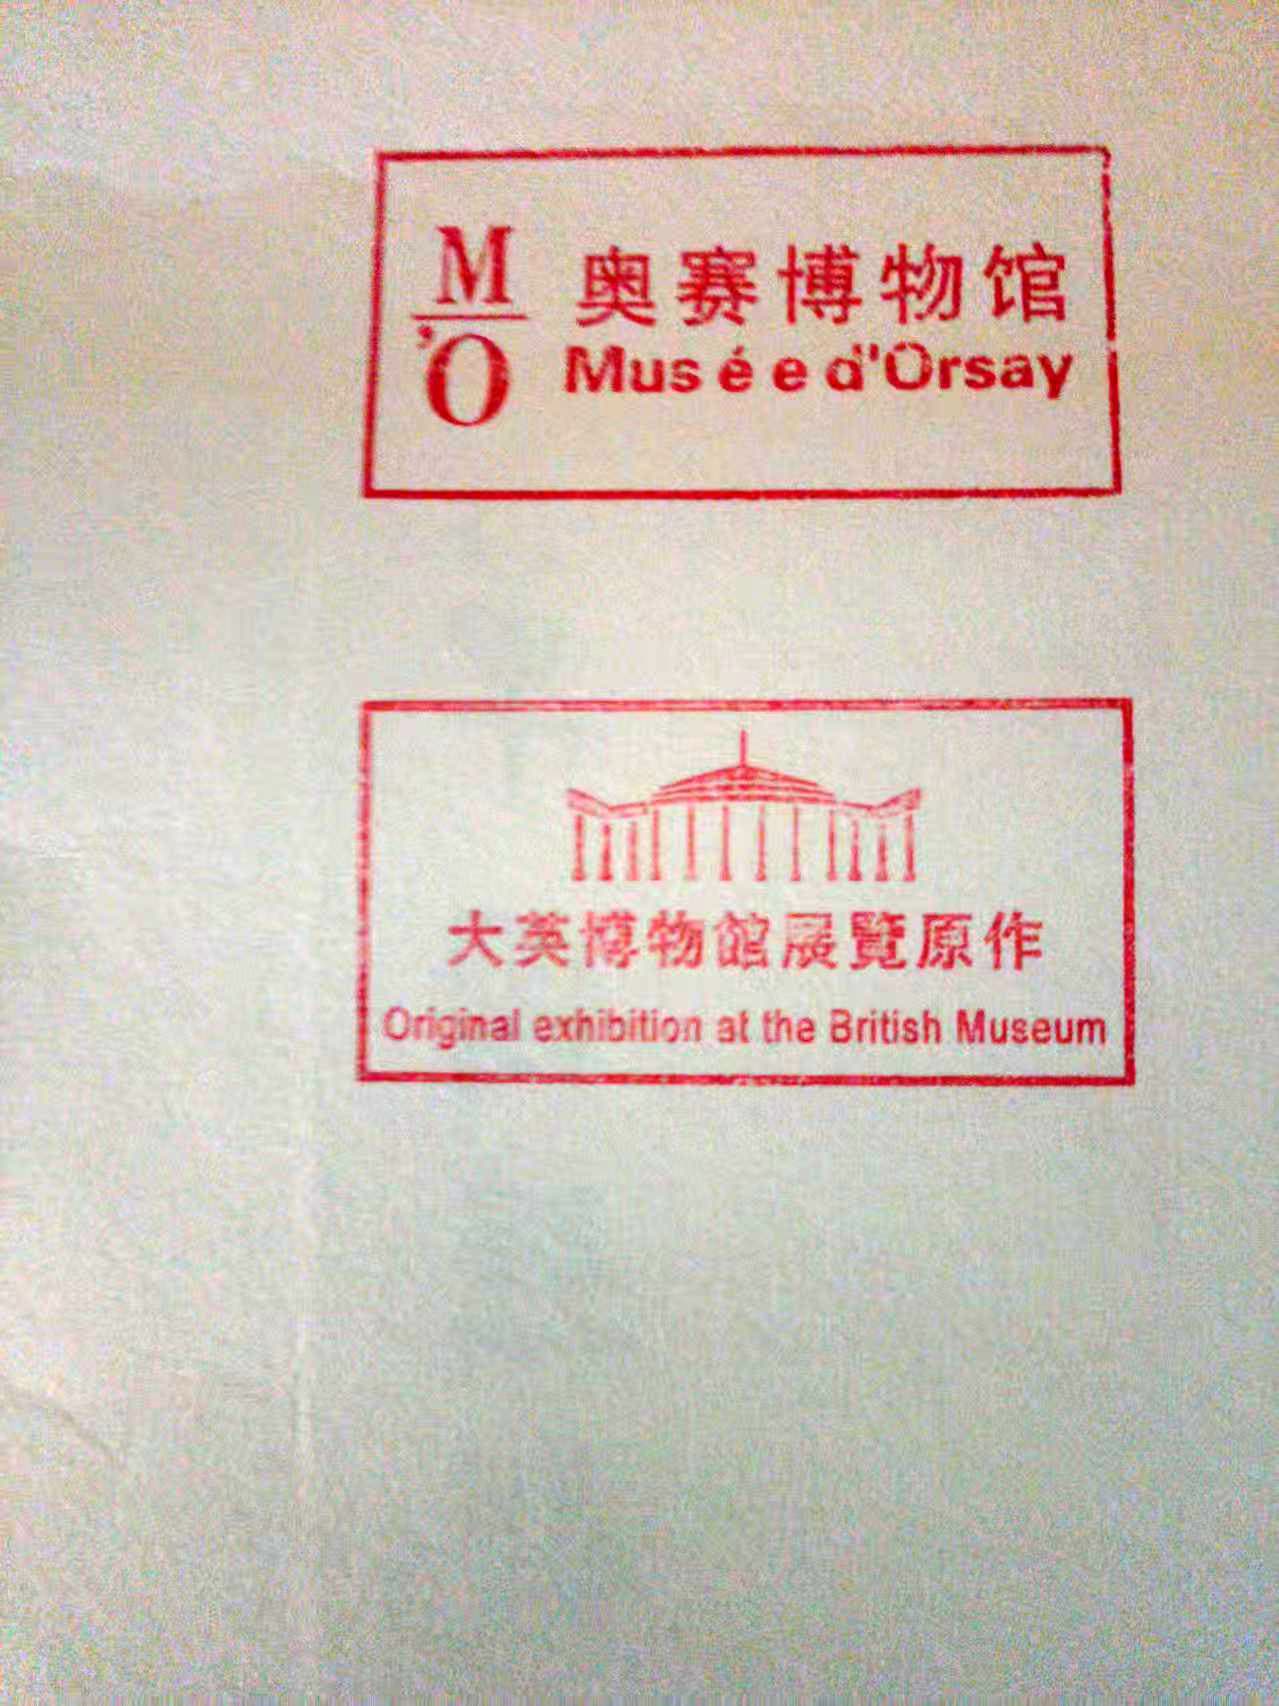 M
'O
奥赛博物馆
Musée d'Orsay
大英博物館展覽原作
Original exhibition at the British Museum